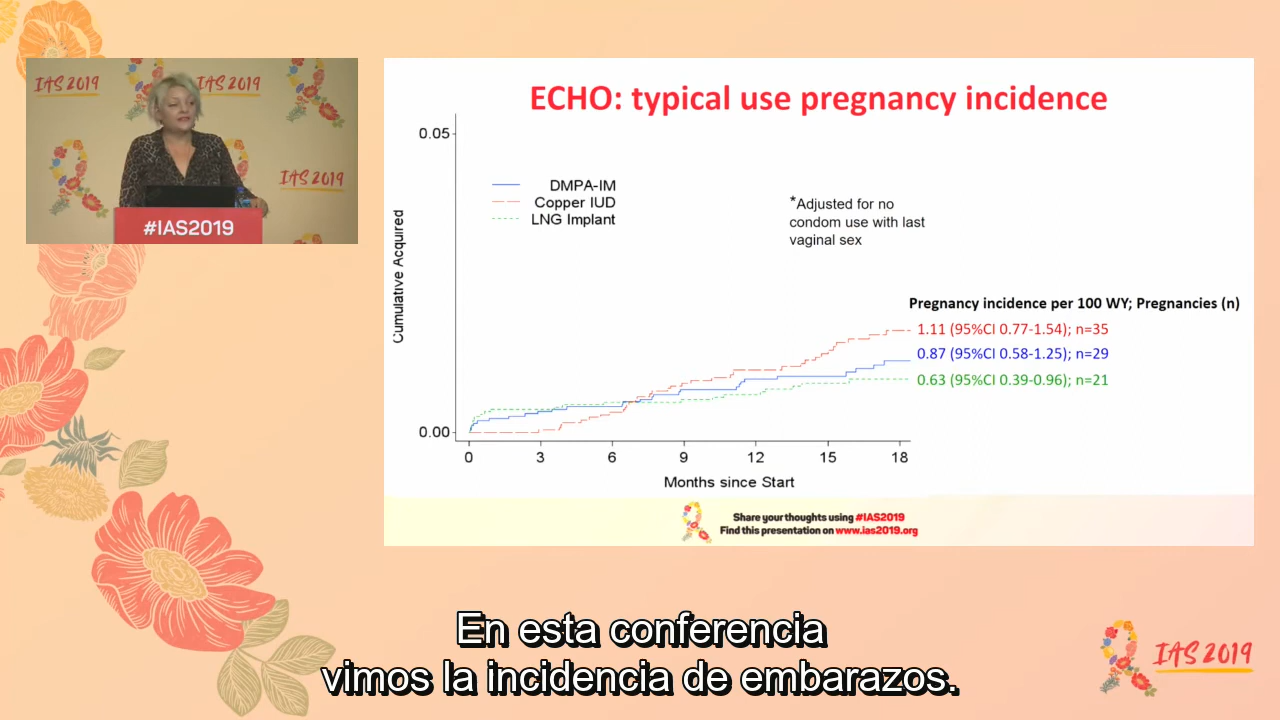 IAS 2019
IAS 2019
IAS 2019
#IAS2019
ECHO: typical use pregnancy incidence
0.05
DMPA-IM
Copper IUD
LNG Implant
*Adjusted for no
condom use with last
vaginal sex
Cumulative Acquired
Pregnancy incidence per 100 WY; Pregnancies (n)
1.11 (95%CI 0.77-1.54); n=35
0.87 (95%CI 0.58-1.25); n=29
0.63 (95%CI 0.39-0.96); n=21
0.00
0 3 6 9 12 15 18
Months since Start
Share your thoughts using #IAS2019
Find this presentation on www.ias2019.org
En esta conferencia
vimos la incidencia de embarazos.
IAS 2019